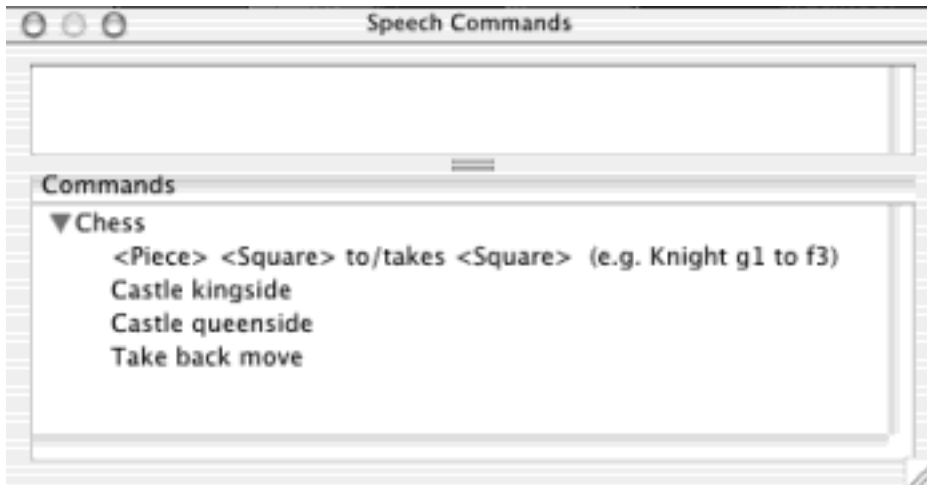 Speech Commands
Commands
Chess
<Piece> <Square> to/takes <Square> (e.g. Knight g1 to f3)
Castle kingside
Castle queenside
Take back move